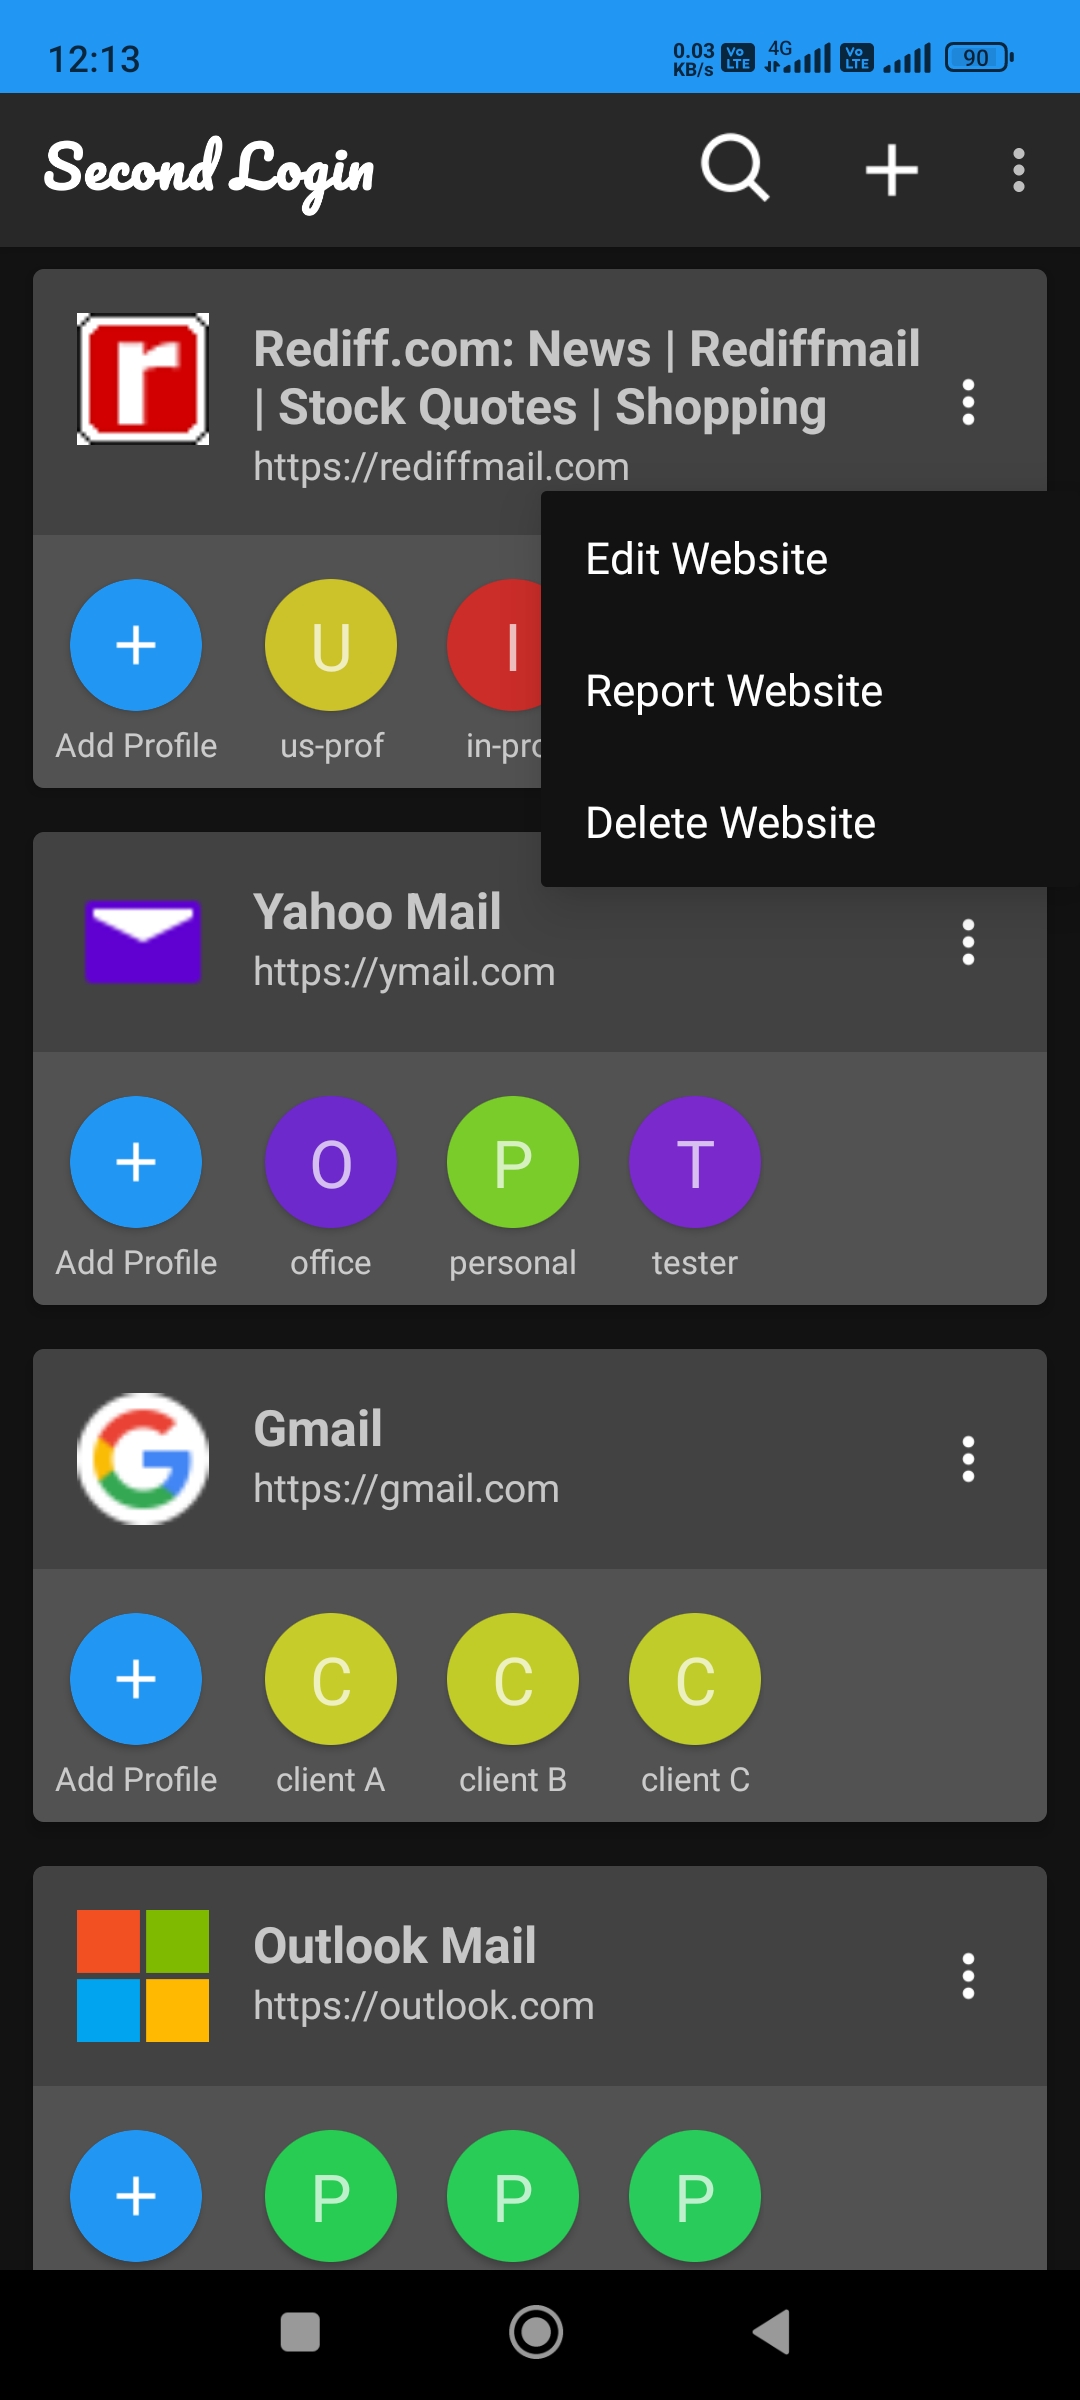 12:13
0.03
KB/s
Vo
LTE
4G
Vo
LTE
90
Second Login
r
Rediff.com: News | Rediffmail
| Stock Quotes | Shopping
https://rediffmail.com
Edit Website
Report Website
Delete Website
U
I
Add Profile
us-prof
in-pro
Yahoo Mail
https://ymail.com
O
P
T
Add Profile
office
personal
tester
G
Gmail
https://gmail.com
C
C
C
Add Profile
client A
client B
client C
Outlook Mail
https://outlook.com
P
P
P